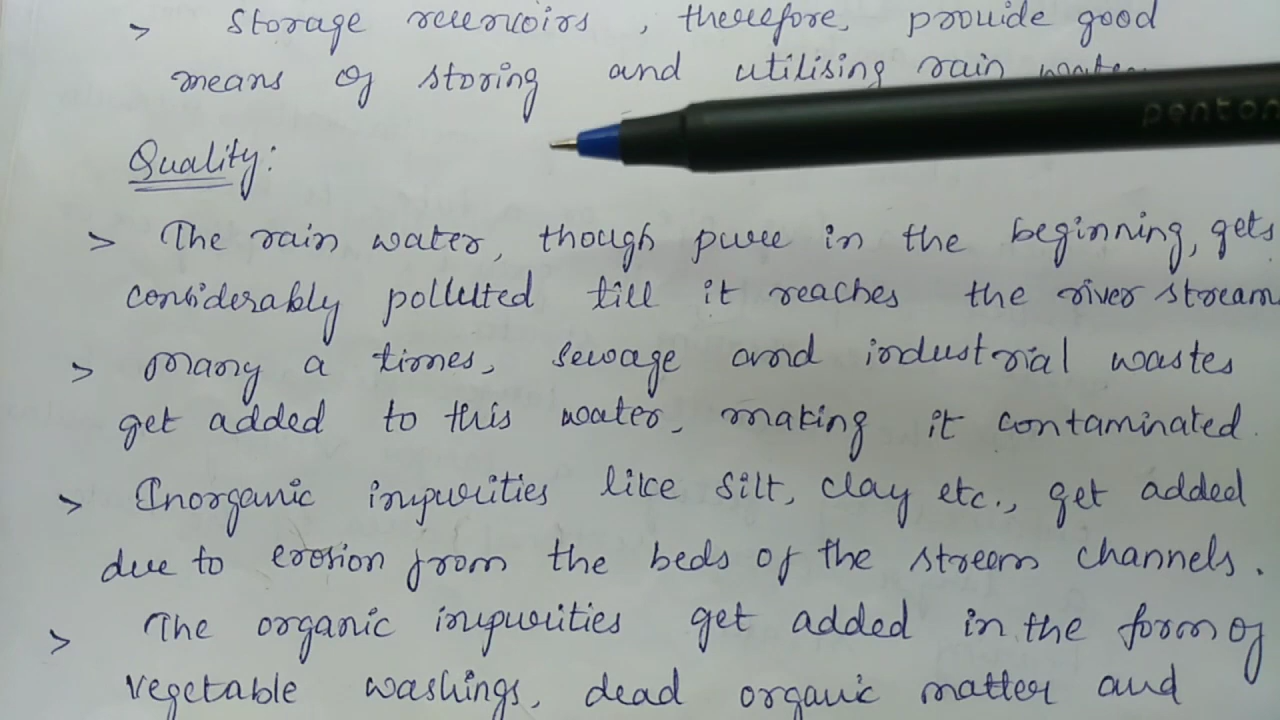 > Storage reservoirs, therefore, provide good
means of storing and utilising rain water
penton
Quality:
> The rain water, though pure in the beginning, gets
considerably polluted till it reaches the river stream
> Many a times, sewage and industrial wastes
get added to this water, making it contaminated.
> Inorganic impurities like silt, clay etc., get added
due to erosion from the beds of the stream channels.
> The organic impurities get added in the form of
vegetable washings, dead organic matter and